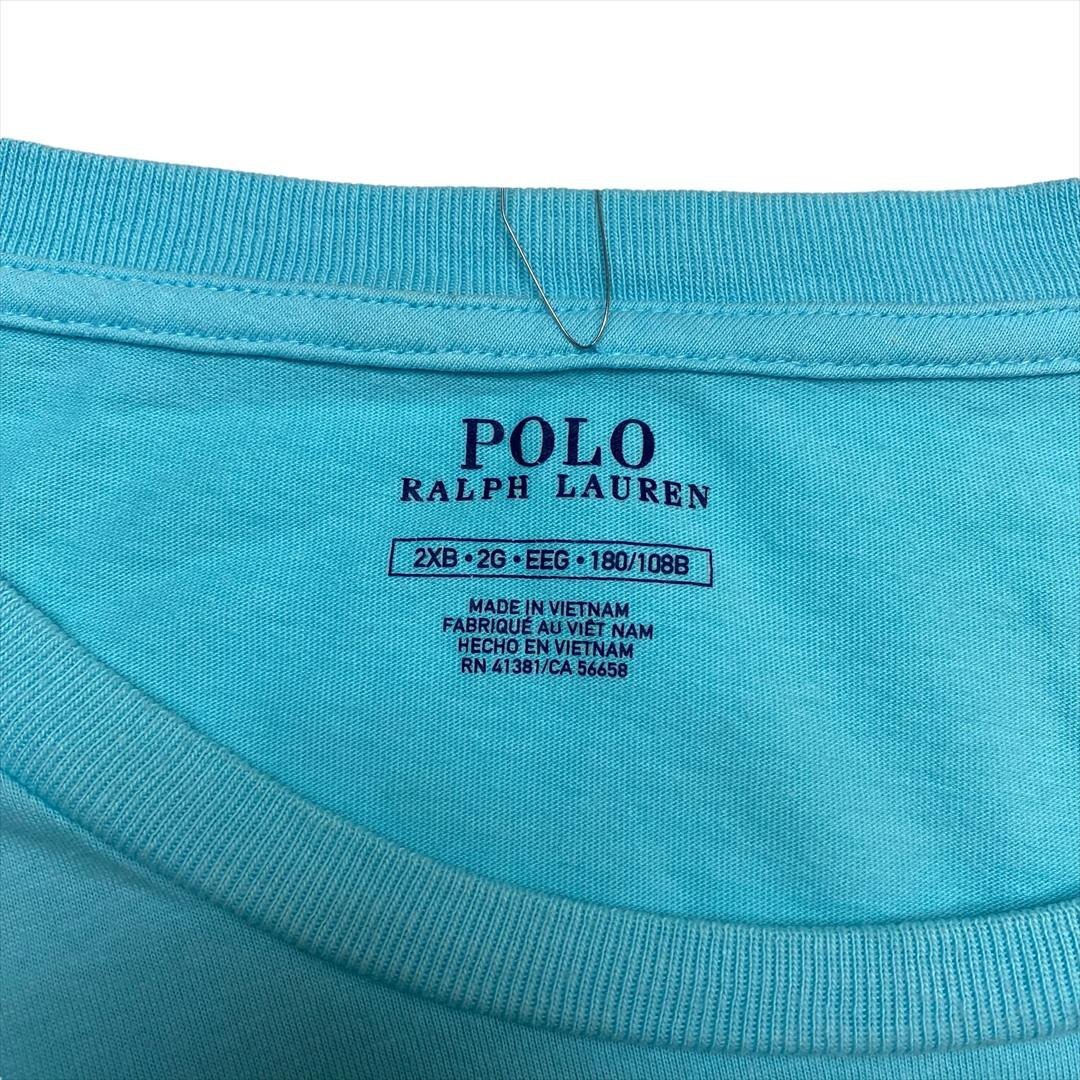 POLO
RALPH LAUREN
2XB • 2G • EEG • 180/108B
MADE IN VIETNAM
FABRIQUÉ AU VIÊT NAM
HECHO EN VIETNAM
RN 41381/CA 56658